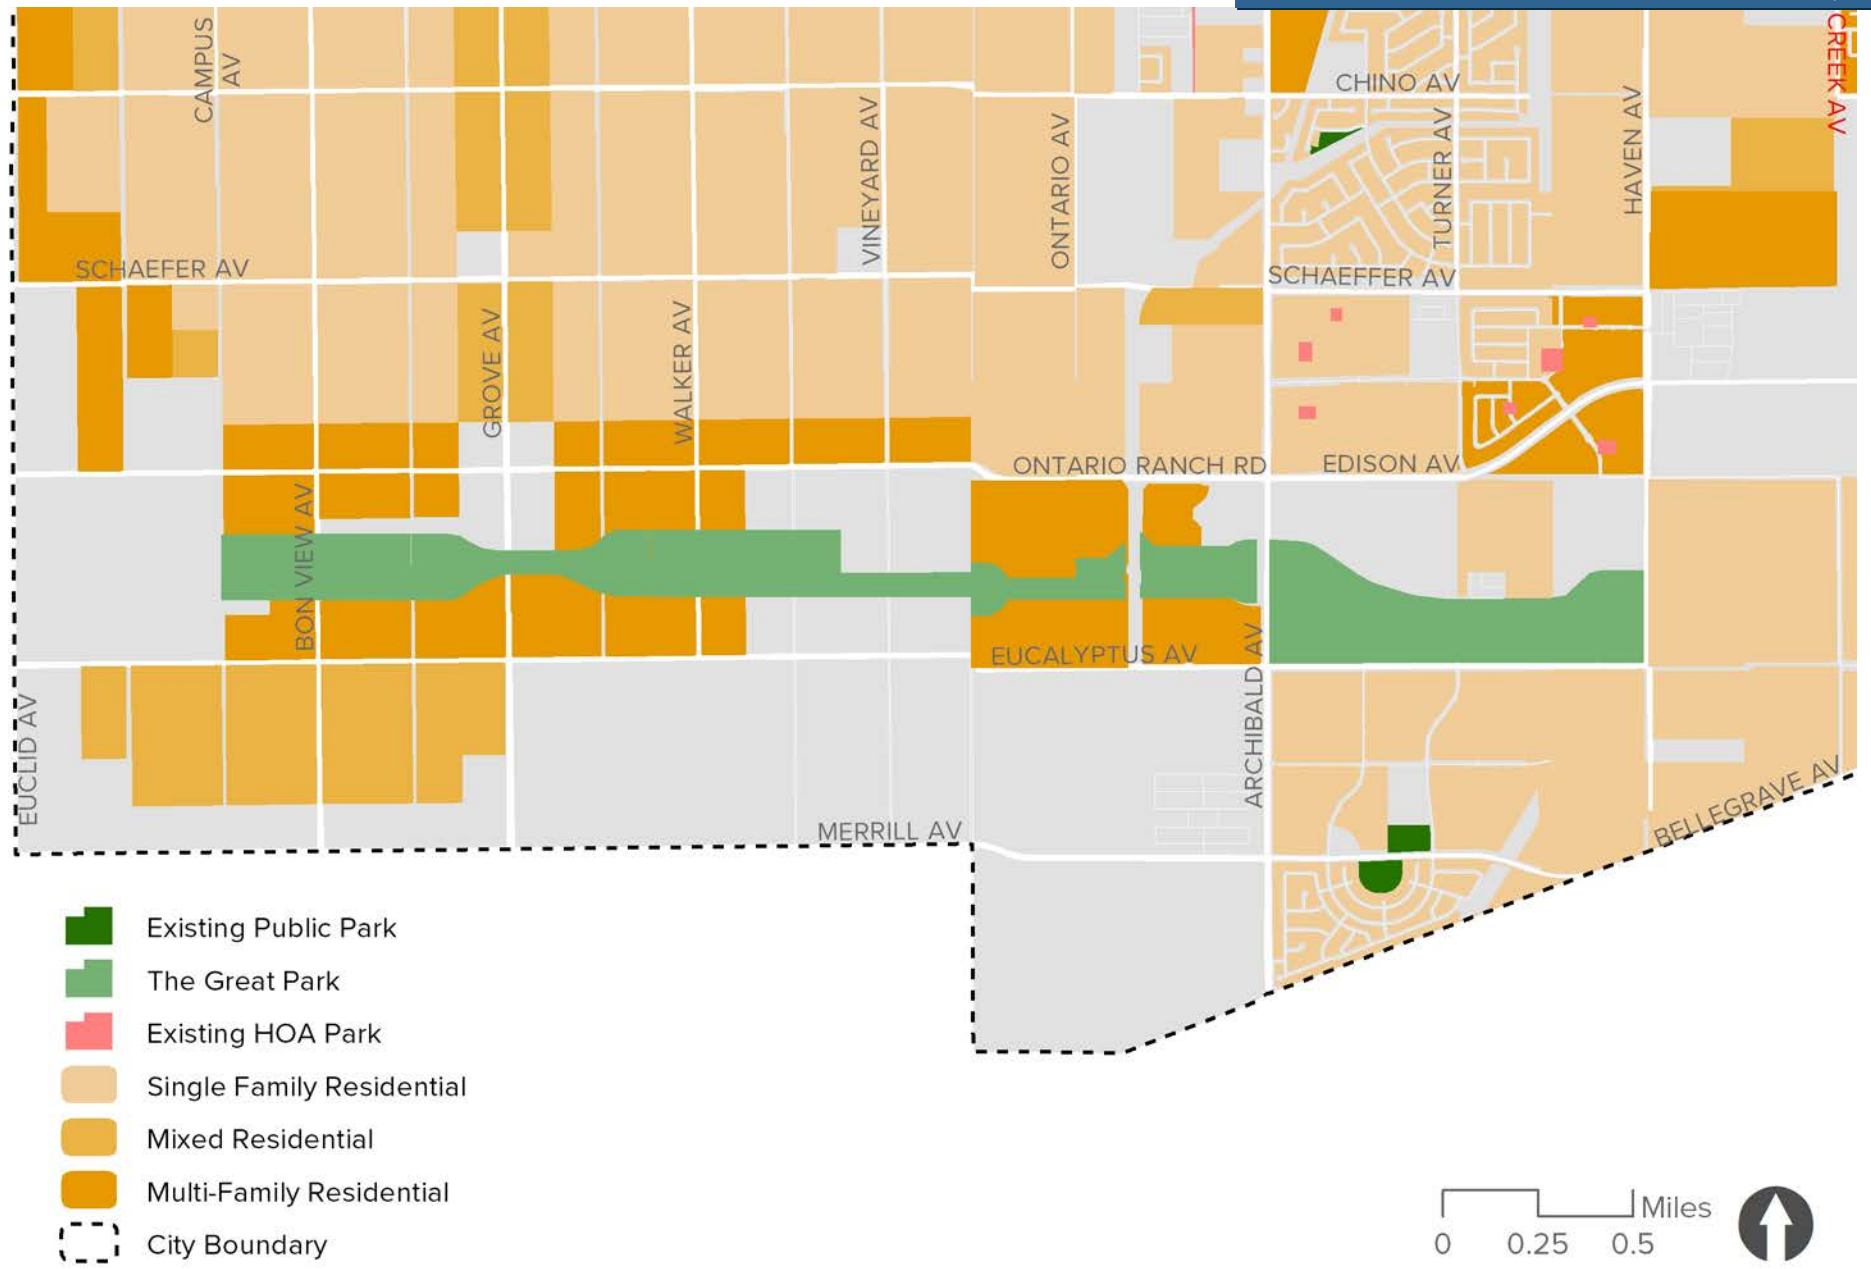 CAMPUS
AV
CREEK AV
CHINO AV
VINEYARD AV
ONTARIO AV
TURNER AV
HAVEN AV
SCHAEFER AV
SCHAEFFER AV
GROVE AV
WALKER AV
ONTARIO RANCH RD
EDISON AV
BON VIEW AV
EUCALYPTUS AV
ARCHIBALD AV
EUCLID AV
MERRILL AV
BELLEGRAVE AV
Existing Public Park
The Great Park
Existing HOA Park
Single Family Residential
Mixed Residential
Multi-Family Residential
City Boundary
Miles
0 0.25 0.5